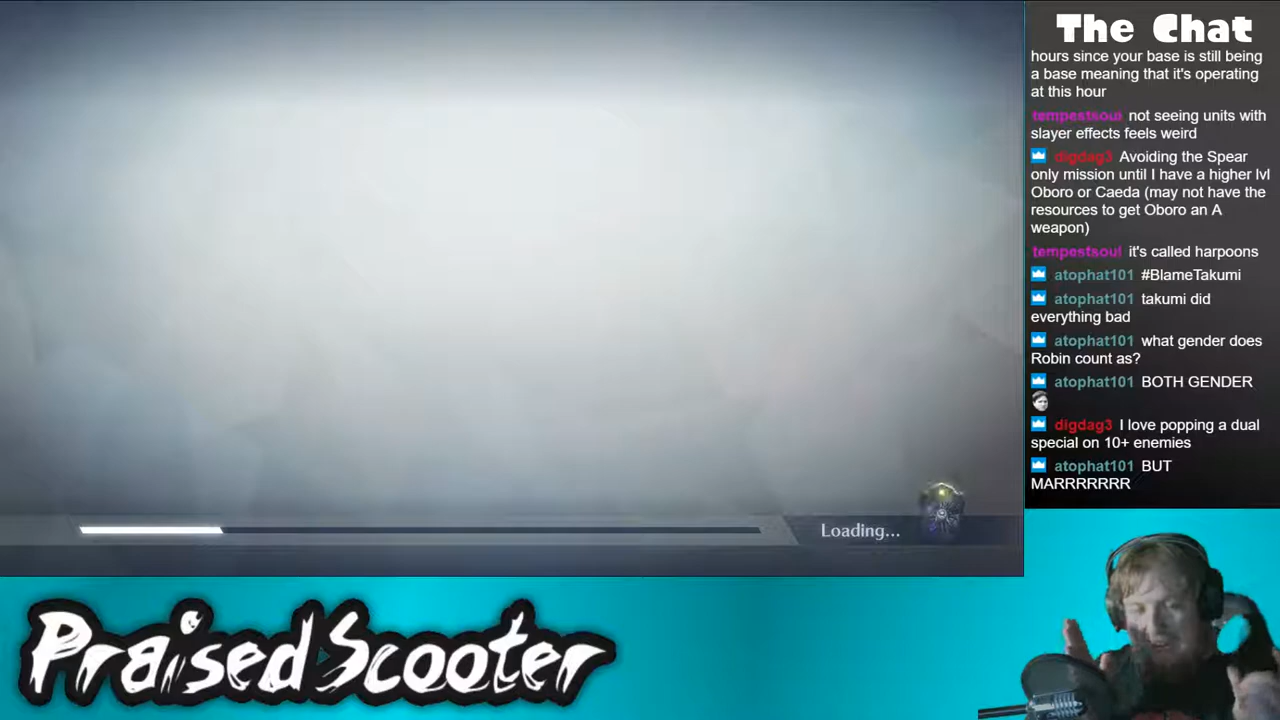 The Chat
hours since your base is still being
a base meaning that it's operating
at this hour
tempestsoul not seeing units with
slayer effects feels weird
digdag3 Avoiding the Spear
only mission until I have a higher lvl
Oboro or Caeda (may not have the
resources to get Oboro an A
weapon)
tempestsoul it's called harpoons
atophat101 #BlameTakumi
atophat101 takumi did
everything bad
atophat101 what gender does
Robin count as?
atophat101 BOTH GENDER
digdag3 I love popping a dual
special on 10+ enemies
atophat101 BUT
MARRRRRRR
Loading...
PraisedScooter